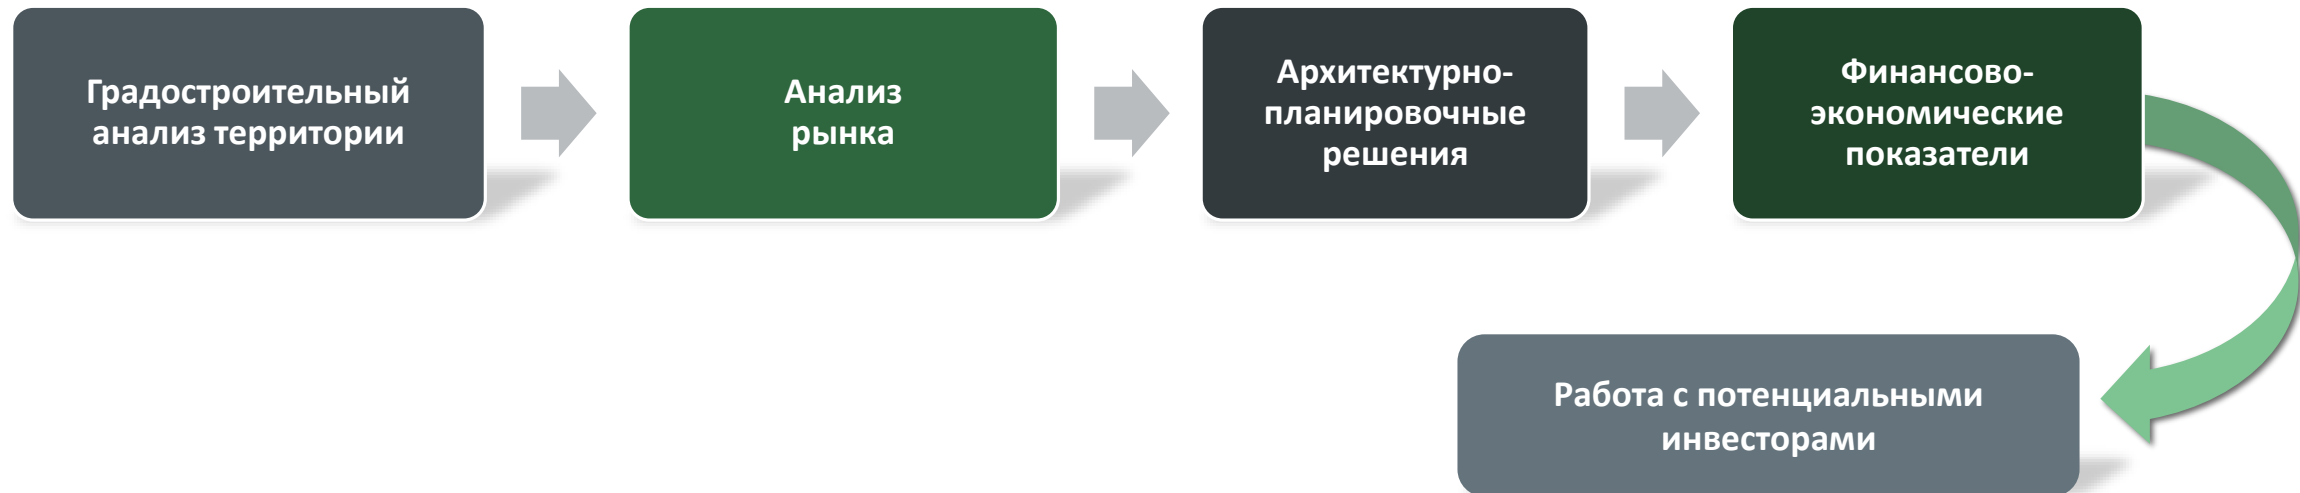 Градостроительный
анализ территории
Анализ
рынка
Архитектурно-
планировочные
решения
Финансово-
экономические
показатели
Работа с потенциальными
инвесторами